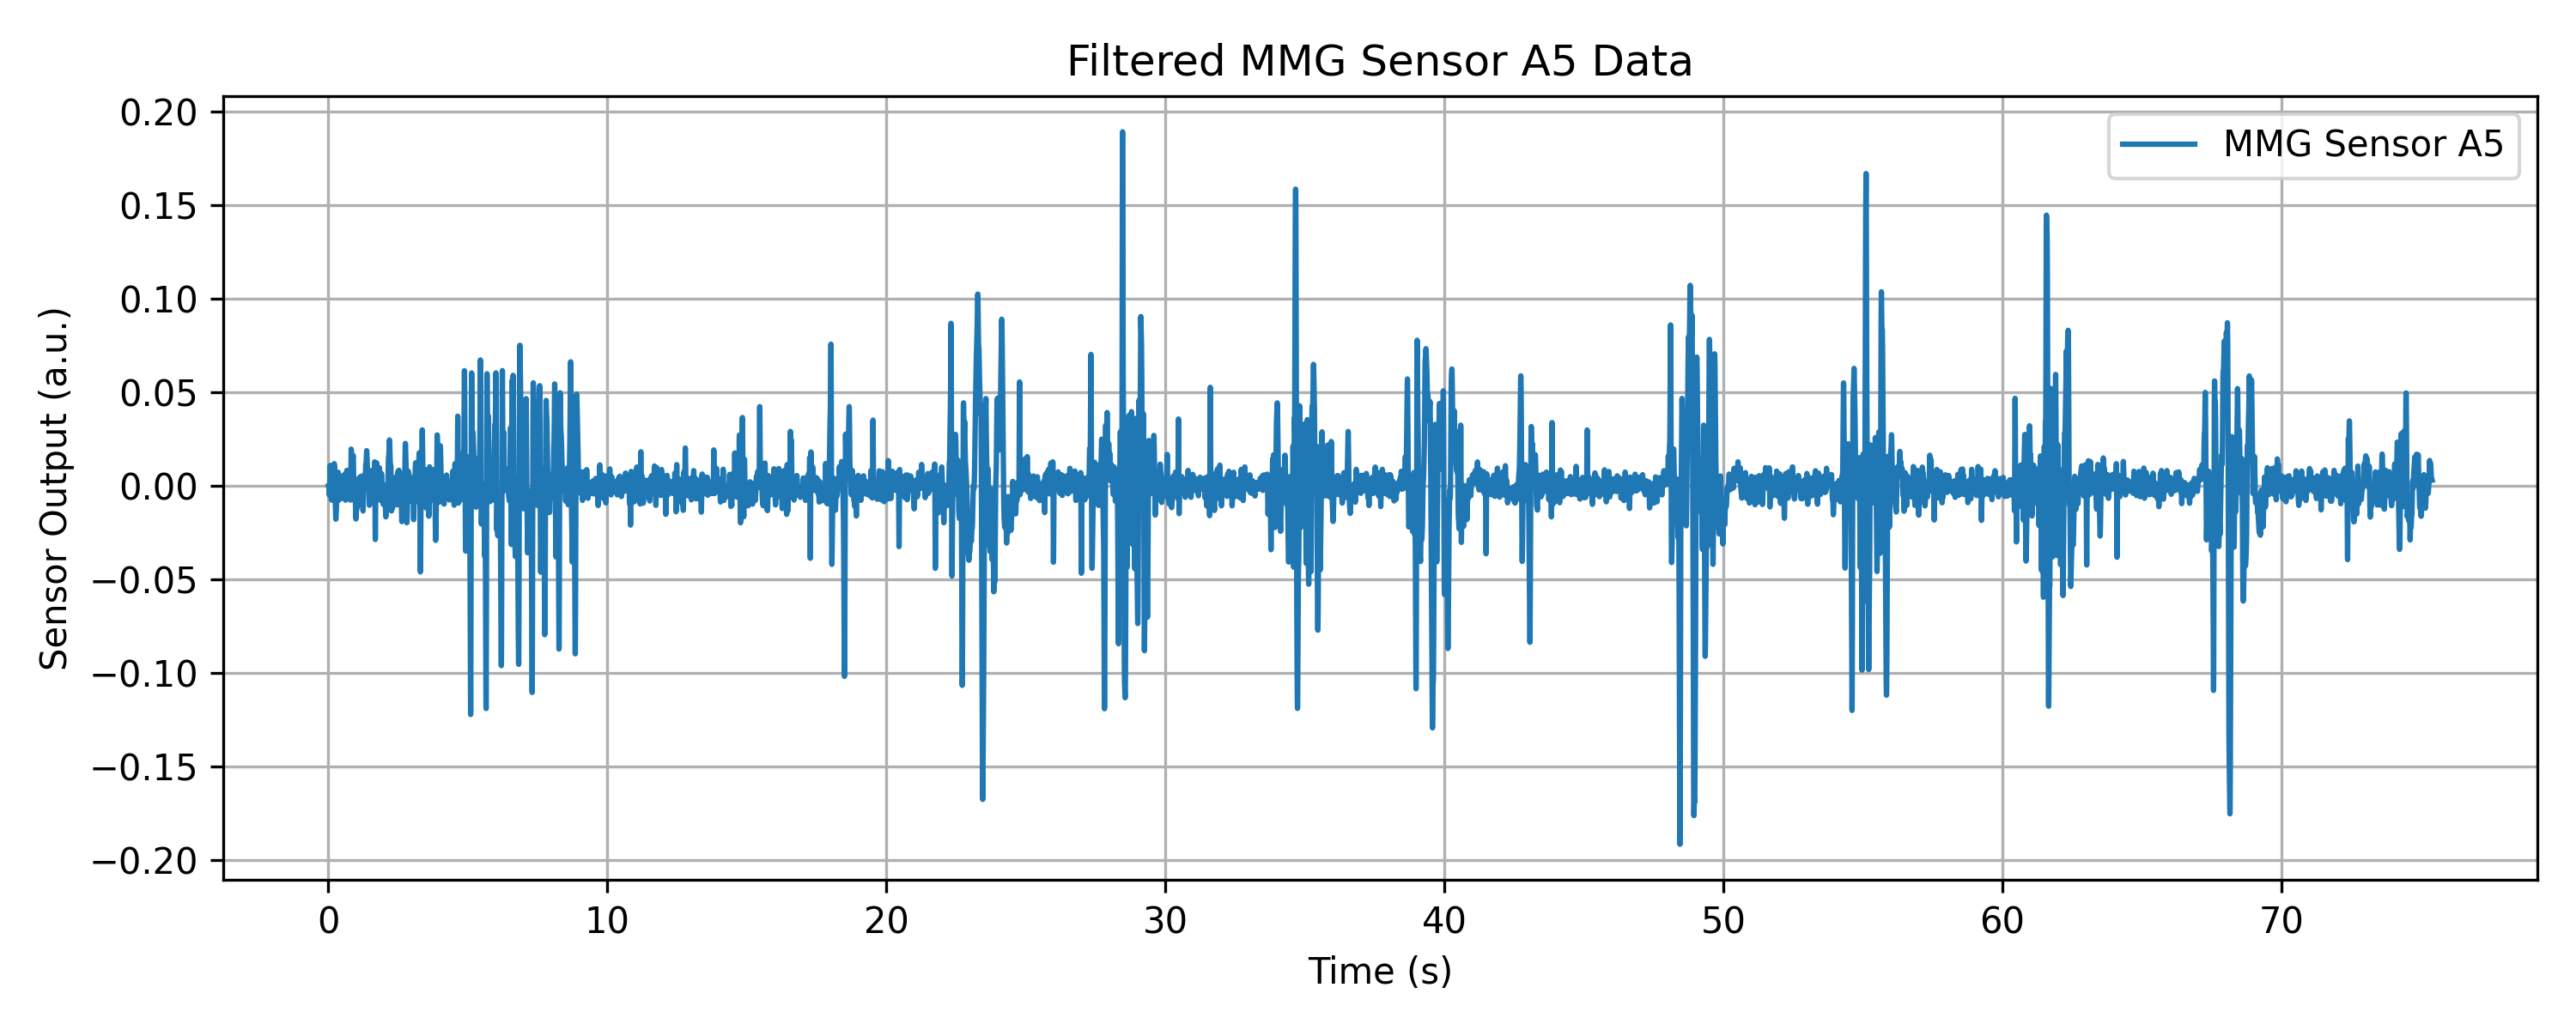 Filtered MMG Sensor A5 Data
MMG Sensor A5
Sensor Output (a.u.)
0.20
0.15
0.10
0.05
0.00
−0.05
−0.10
−0.15
−0.20
0 10 20 30 40 50 60 70
Time (s)